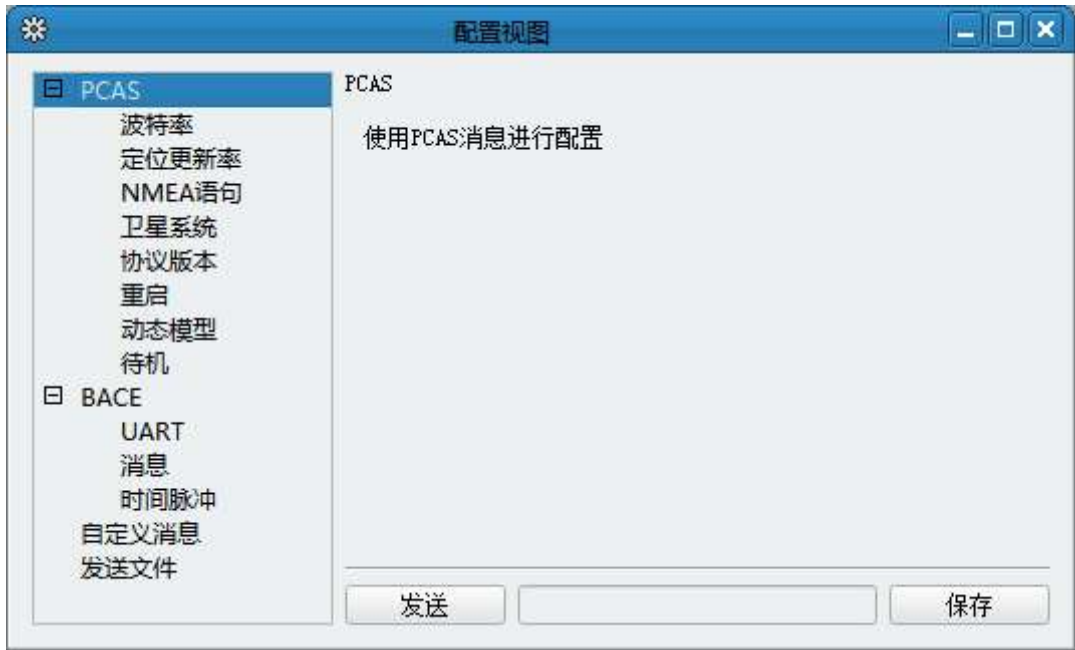 配置视图
PCAS
波特率
定位更新率
NMEA语句
卫星系统
协议版本
重启
动态模型
待机
BACE
UART
消息
时间脉冲
自定义消息
发送文件
PCAS
使用PCAS消息进行配置
发送
保存